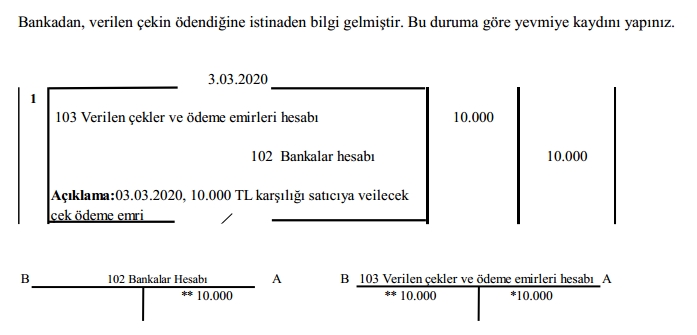 Bankadan, verilen çekin ödendiğine istinaden bilgi gelmiştir. Bu duruma göre yevmiye kaydını yapınız.
3.03.2020
1
103 Verilen çekler ve ödeme emirleri hesabı 10.000
102 Bankalar hesabı 10.000
Açıklama:03.03.2020, 10.000 TL karşılığı satıcıya veilecek
çek ödeme emri
B 102 Bankalar Hesabı A B 103 Verilen çekler ve ödeme emirleri hesabı A
** 10.000 ** 10.000 *10.000